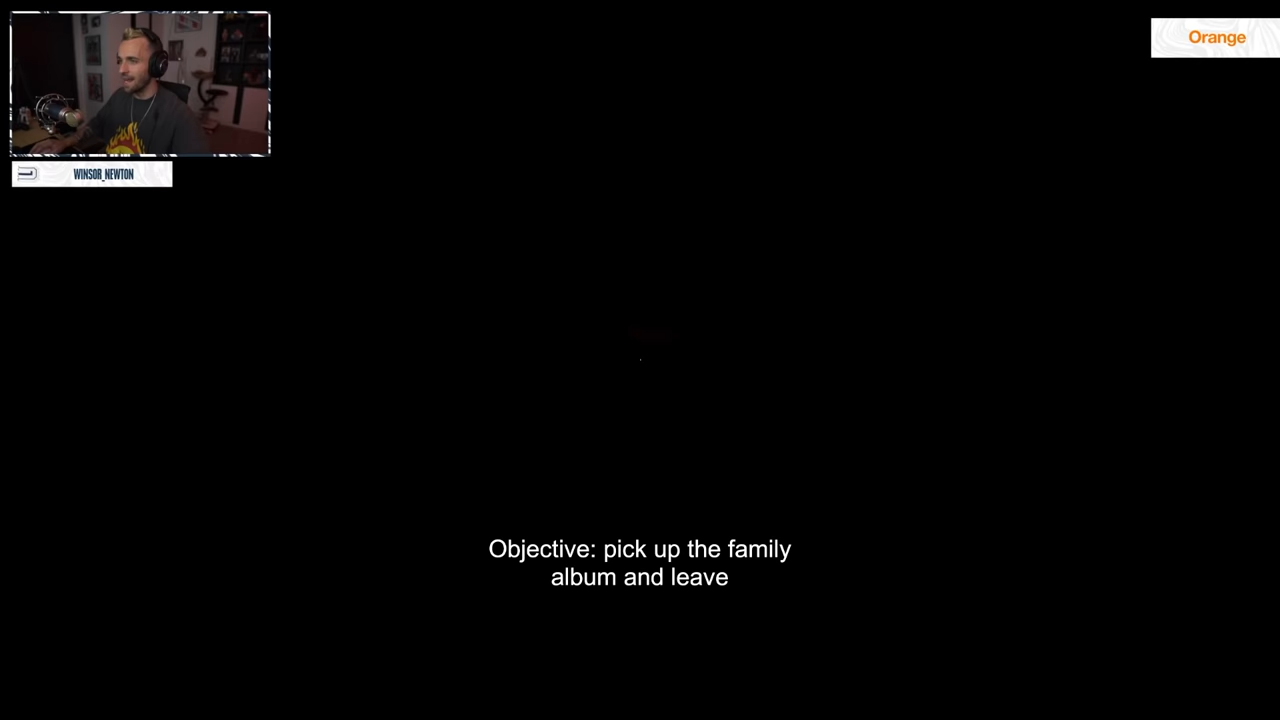 Orange
WINSOR_NEWTON
Objective: pick up the family
album and leave